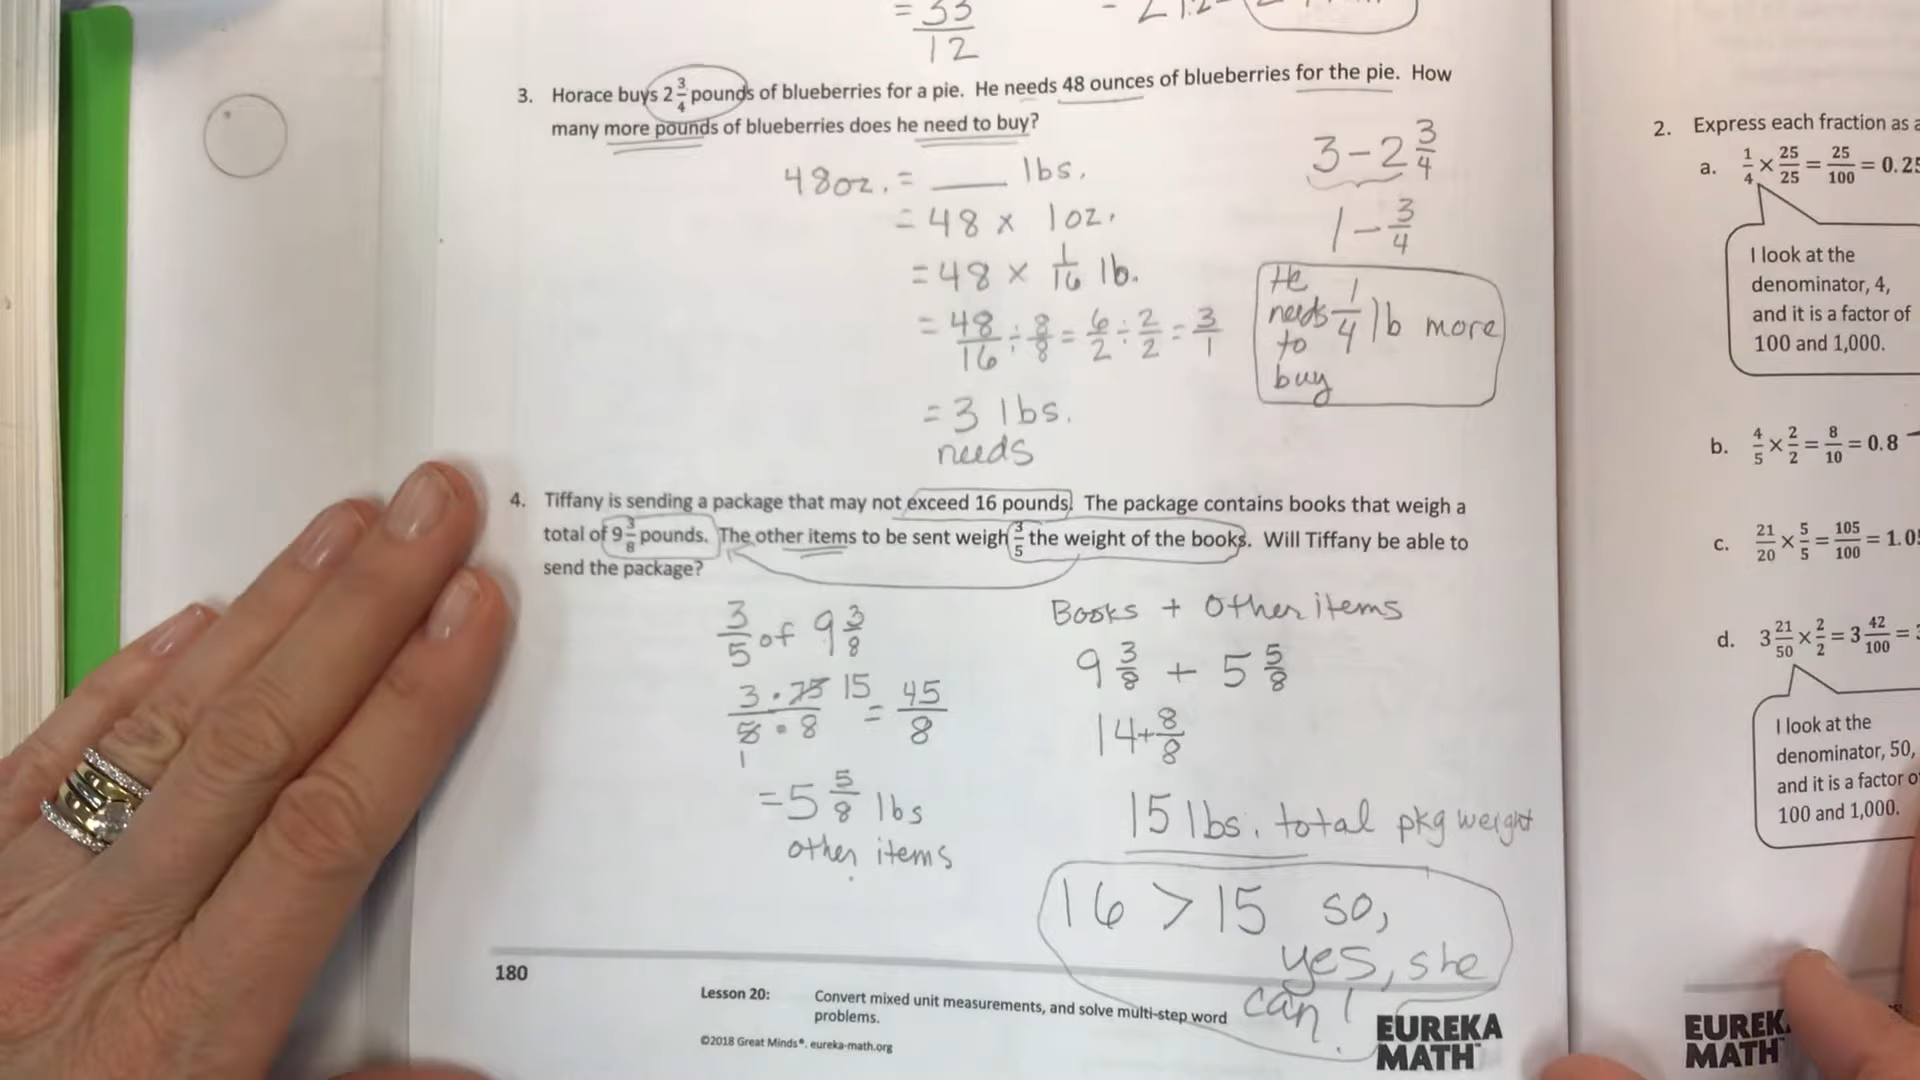 = 33
12
3. Horace buys 2 3/4 pounds of blueberries for a pie. He needs 48 ounces of blueberries for the pie. How
many more pounds of blueberries does he need to buy?
48oz. = ___ lbs.
= 48 x 1oz.
= 48 x 1/16 lb.
= 48/16 ÷ 8/8 = 6/2 ÷ 2/2 = 3/1
= 3 lbs.
needs
3 - 2 3/4
1 - 3/4
He
needs 1/4 lb more
to
buy
4. Tiffany is sending a package that may not exceed 16 pounds. The package contains books that weigh a
total of 9 3/8 pounds. The other items to be sent weigh 3/5 the weight of the books. Will Tiffany be able to
send the package?
3/5 of 9 3/8
3 · 75 15
5 · 8
1
= 45/8
= 5 5/8 lbs
other items
Books + Other items
9 3/8 + 5 5/8
14 + 8/8
15 lbs. total pkg weight
16 > 15 so,
yes, she
can!
180
Lesson 20: Convert mixed unit measurements, and solve multi-step word
problems.
©2018 Great Minds®. eureka-math.org
EUREKA
MATH™
2. Express each fraction as
a. 1/4 × 25/25 = 25/100 = 0.25
I look at the
denominator, 4,
and it is a factor of
100 and 1,000.
b. 4/5 × 2/2 = 8/10 = 0.8
c. 21/20 × 5/5 = 105/100 = 1.05
d. 3 21/50 × 2/2 = 3 42/100 =
I look at the
denominator, 50,
and it is a factor o
100 and 1,000.
EUREK
MATH